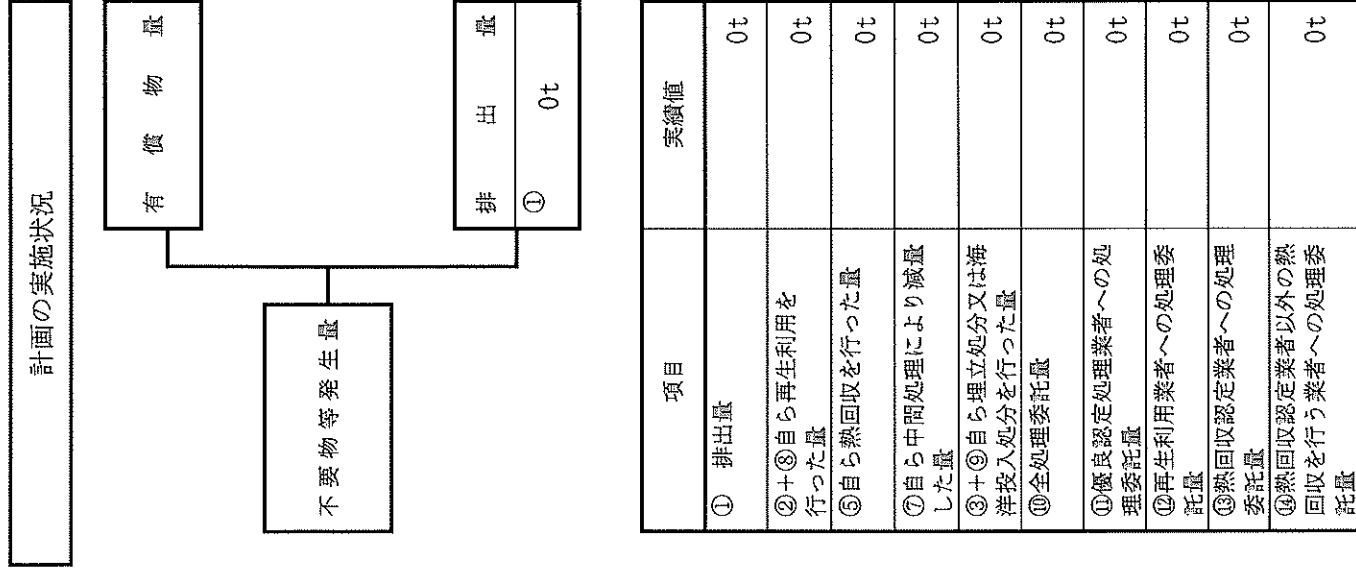 計画の実施状況
有償物量
不要物等発生量
排出量
① 0t
項目 実績値
① 排出量 0t
②+⑧自ら再生利用を
行った量 0t
⑤自ら熱回収を行った量 0t
⑦自ら中間処理により減量
した量 0t
③+⑨自ら埋立処分又は海
洋投入処分を行った量 0t
⑩全処理委託量 0t
⑪優良認定処理業者への処
理委託量 0t
⑫再生利用業者への処理委
託量 0t
⑬熱回収認定業者への処理
委託量 0t
⑭熱回収認定業者以外の熱
回収を行う業者への処理委
託量 0t